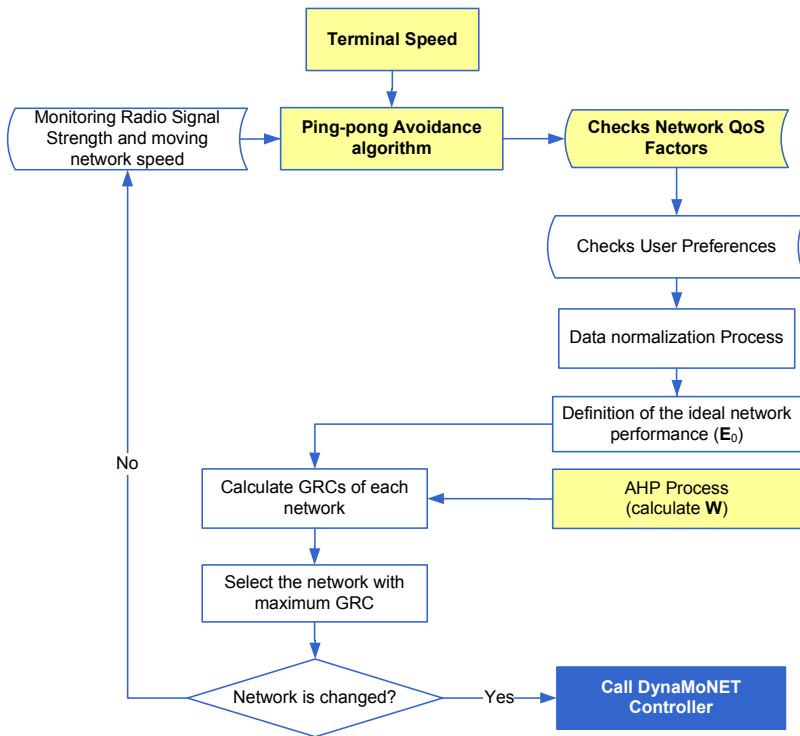 Terminal Speed
Monitoring Radio Signal
Strength and moving
network speed
Ping-pong Avoidance
algorithm
Checks Network QoS
Factors
Checks User Preferences
Data normalization Process
Definition of the ideal network
performance (E₀)
No
Calculate GRCs of each
network
AHP Process
(calculate W)
Select the network with
maximum GRC
Network is changed?
Yes
Call DynaMoNET
Controller